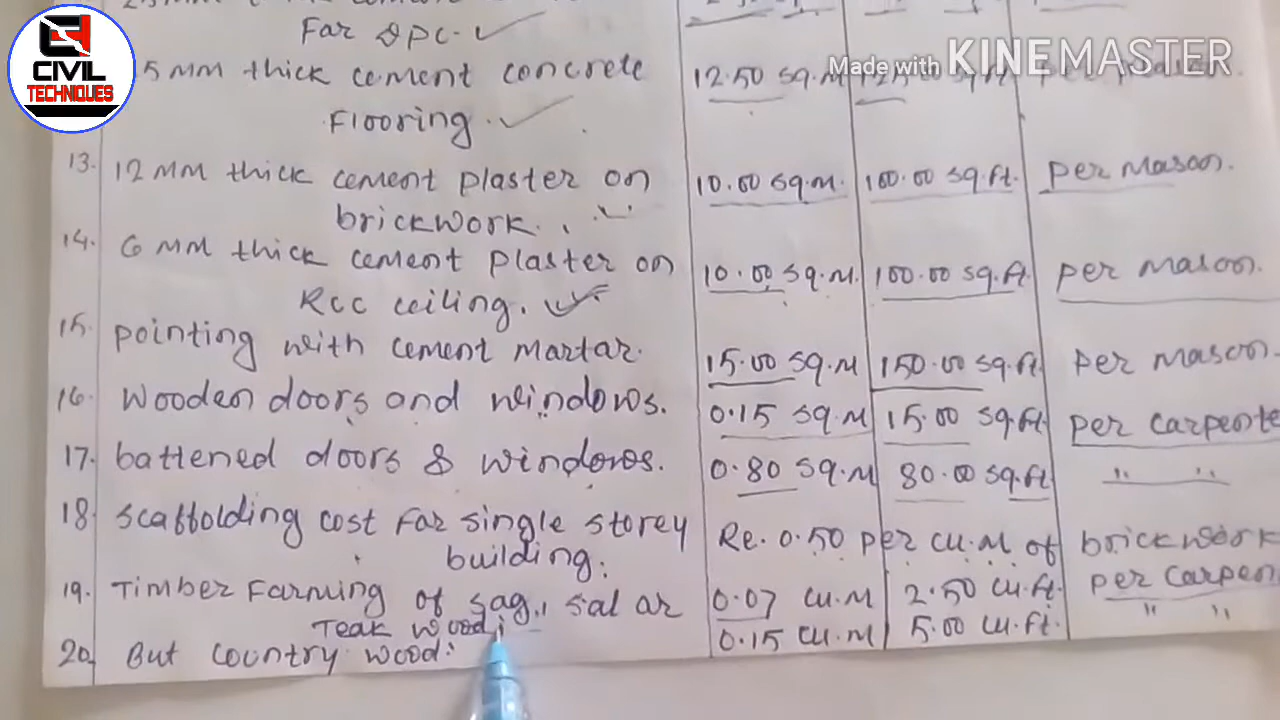 Far DPC.
5 MM thick cement concrete 12.50 Sq.M
Flooring.
13. 12 MM thick cement plaster on 10.00 Sq.M. 100.00 Sq.ft. per Mason.
brickwork.
14. 6 MM thick cement plaster on 10.00 Sq.M. 100.00 Sq.ft. per Mason.
RCC ceiling.
15. pointing with cement Martar. 15.00 Sq.M 150.00 Sq.ft. per Mason.
16. Wooden doors and windows. 0.15 Sq.M 15.00 Sq.ft. per carpente
17. battened doors & windows. 0.80 Sq.M 80.00 Sq.ft. " "
18. Scaffolding cost For single storey Re. 0.50 per cu.M of brickwork
building.
19. Timber Farming of Sag, Sal ar 0.07 cu.M 2.50 cu.ft. per Carpen
Teak wood.
20. But country wood: 0.15 cu.M 5.00 cu.ft. " "
CIVIL
TECHNIQUES
Made with KINEMASTER